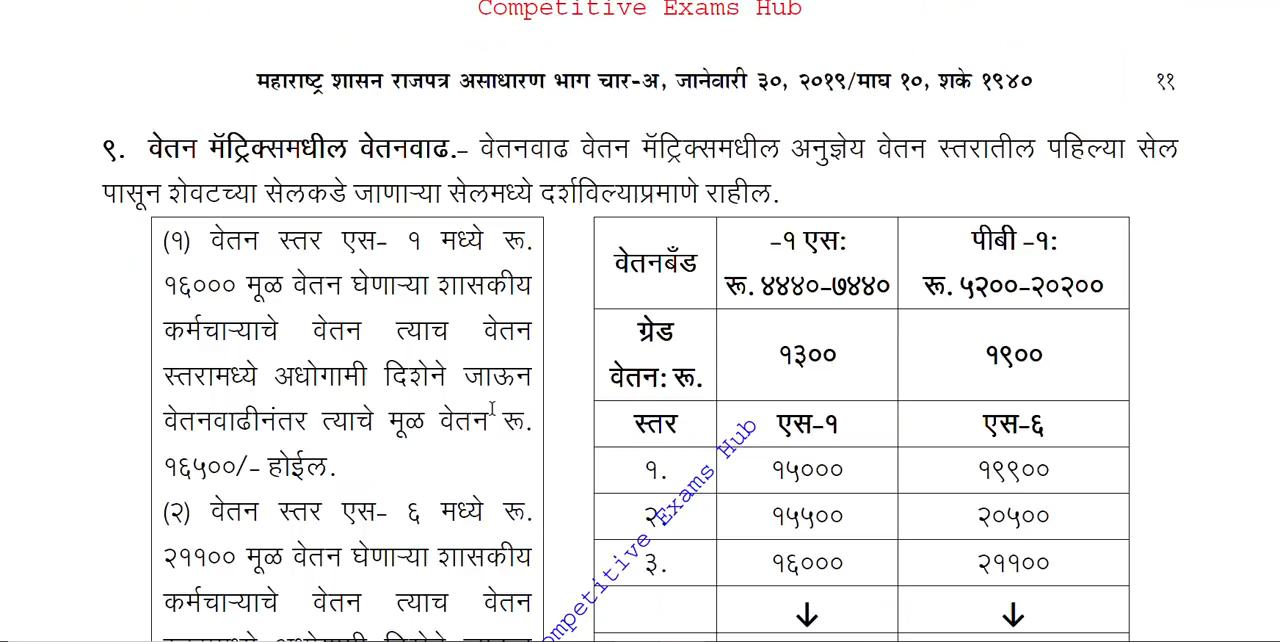 Competitive Exams Hub
महाराष्ट्र शासन राजपत्र असाधारण भाग चार-अ, जानेवारी ३०, २०१९/माघ १०, शके १९४० ११
९. वेतन मॅट्रिक्समधील वेतनवाढ.- वेतनवाढ वेतन मॅट्रिक्समधील अनुज्ञेय वेतन स्तरातील पहिल्या सेल
पासून शेवटच्या सेलकडे जाणाऱ्या सेलमध्ये दर्शविल्याप्रमाणे राहील.
(१) वेतन स्तर एस- १ मध्ये रू.
१६००० मूळ वेतन घेणाऱ्या शासकीय
कर्मचाऱ्याचे वेतन त्याच वेतन
स्तरामध्ये अधोगामी दिशेने जाऊन
वेतनवाढीनंतर त्याचे मूळ वेतन रू.
१६५००/- होईल.
(२) वेतन स्तर एस- ६ मध्ये रू.
२११०० मूळ वेतन घेणाऱ्या शासकीय
कर्मचाऱ्याचे वेतन त्याच वेतन
वेतनबँड
-१ एस:
रू. ४४४०-७४४०
पीबी -१:
रू. ५२००-२०२००
ग्रेड
वेतन: रू.
१३०० १९००
स्तर एस-१ एस-६
१. १५००० १९९००
२. १५५०० २०५००
३. १६००० २११००
↓ ↓
Competitive Exams Hub